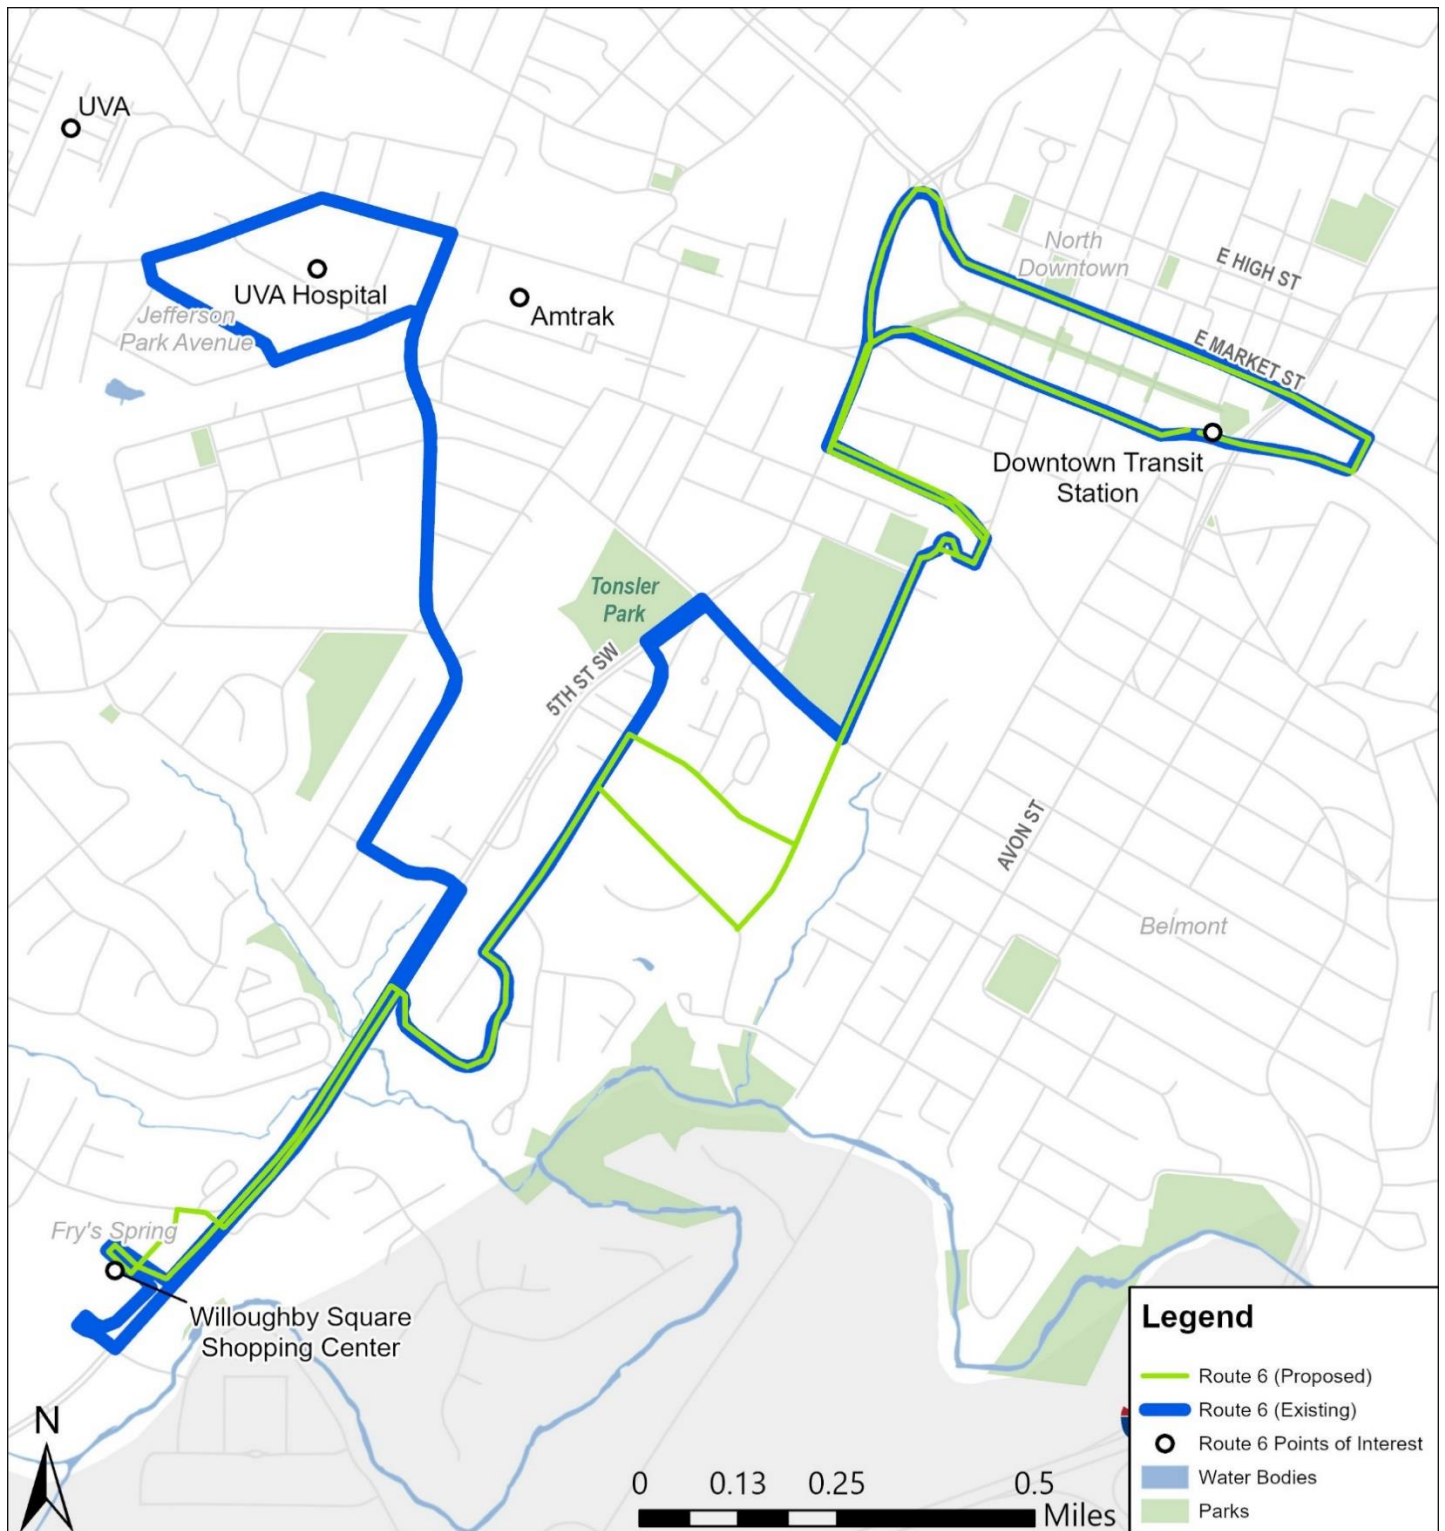 UVA
UVA Hospital
Jefferson
Park Avenue
Amtrak
North
Downtown
E HIGH ST
E MARKET ST
Downtown Transit
Station
Tonsler
Park
5TH ST SW
AVON ST
Belmont
Fry's Spring
Willoughby Square
Shopping Center
N
0 0.13 0.25 0.5
Miles
Legend
Route 6 (Proposed)
Route 6 (Existing)
Route 6 Points of Interest
Water Bodies
Parks